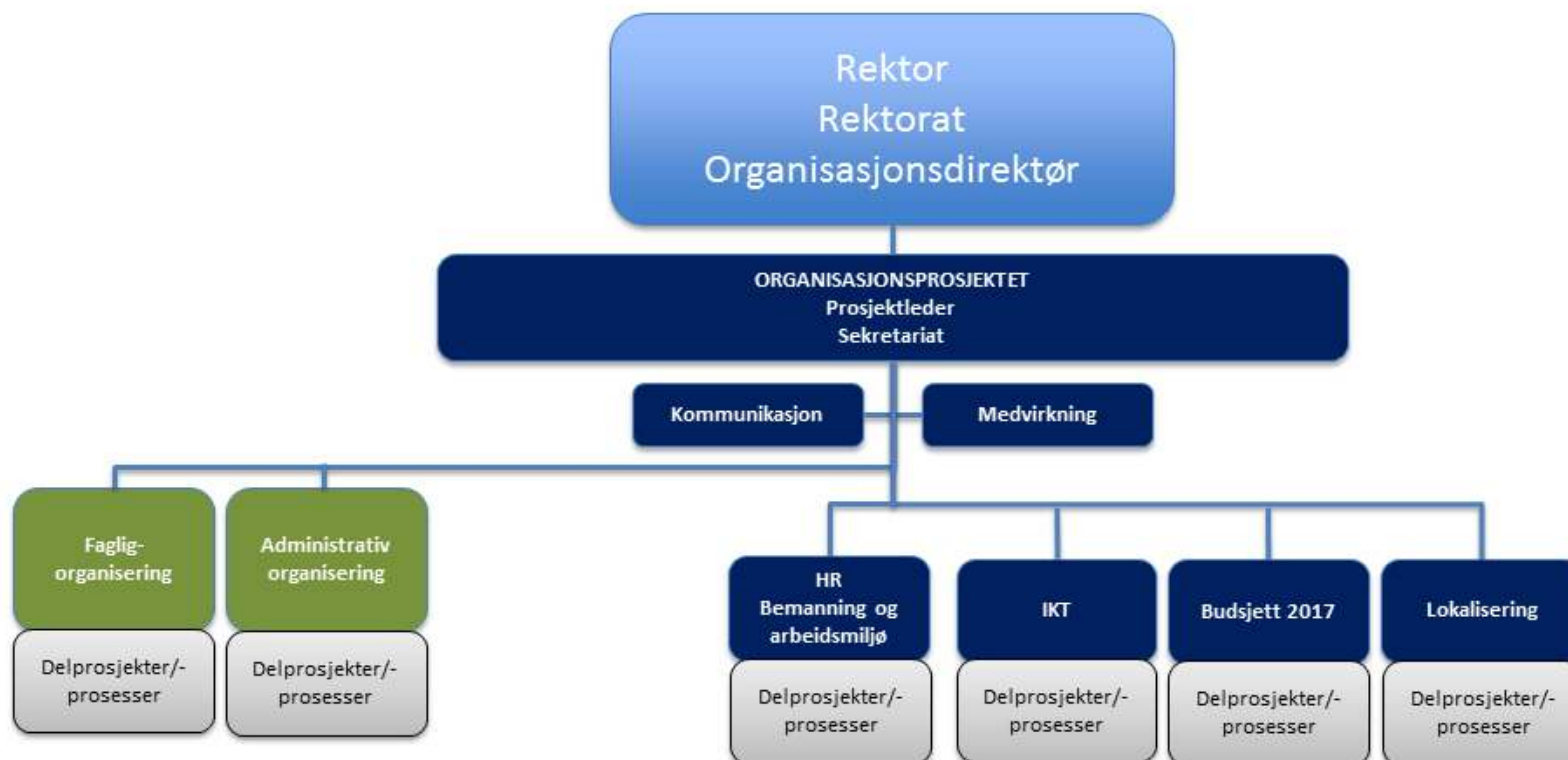 Rektor
Rektorat
Organisasjonsdirektør
ORGANISASJONSPROSJEKTET
Prosjektleder
Sekretariat
Kommunikasjon
Medvirkning
Faglig-
organisering
Delprosjekter/-
prosesser
Administrativ
organisering
Delprosjekter/-
prosesser
HR
Bemanning og
arbeidsmiljø
Delprosjekter/-
prosesser
IKT
Delprosjekter/-
prosesser
Budsjett 2017
Delprosjekter/-
prosesser
Lokalisering
Delprosjekter/-
prosesser